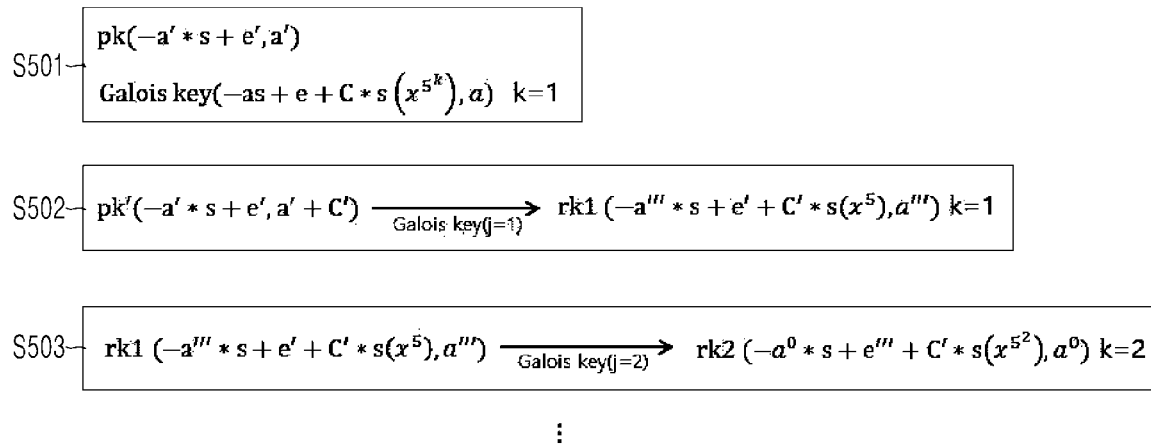 S501
pk(−a′ * s + e′, a′)
Galois key(−as + e + C * s(x^{5^k}), a) k=1
S502
pk′(−a′ * s + e′, a′ + C′) → rk1 (−a‴ * s + e′ + C′ * s(x^5), a‴) k=1
Galois key(j=1)
S503
rk1 (−a‴ * s + e′ + C′ * s(x^5), a‴) → rk2 (−a^0 * s + e‴ + C′ * s(x^{5^2}), a^0) k=2
Galois key(j=2)
⋮